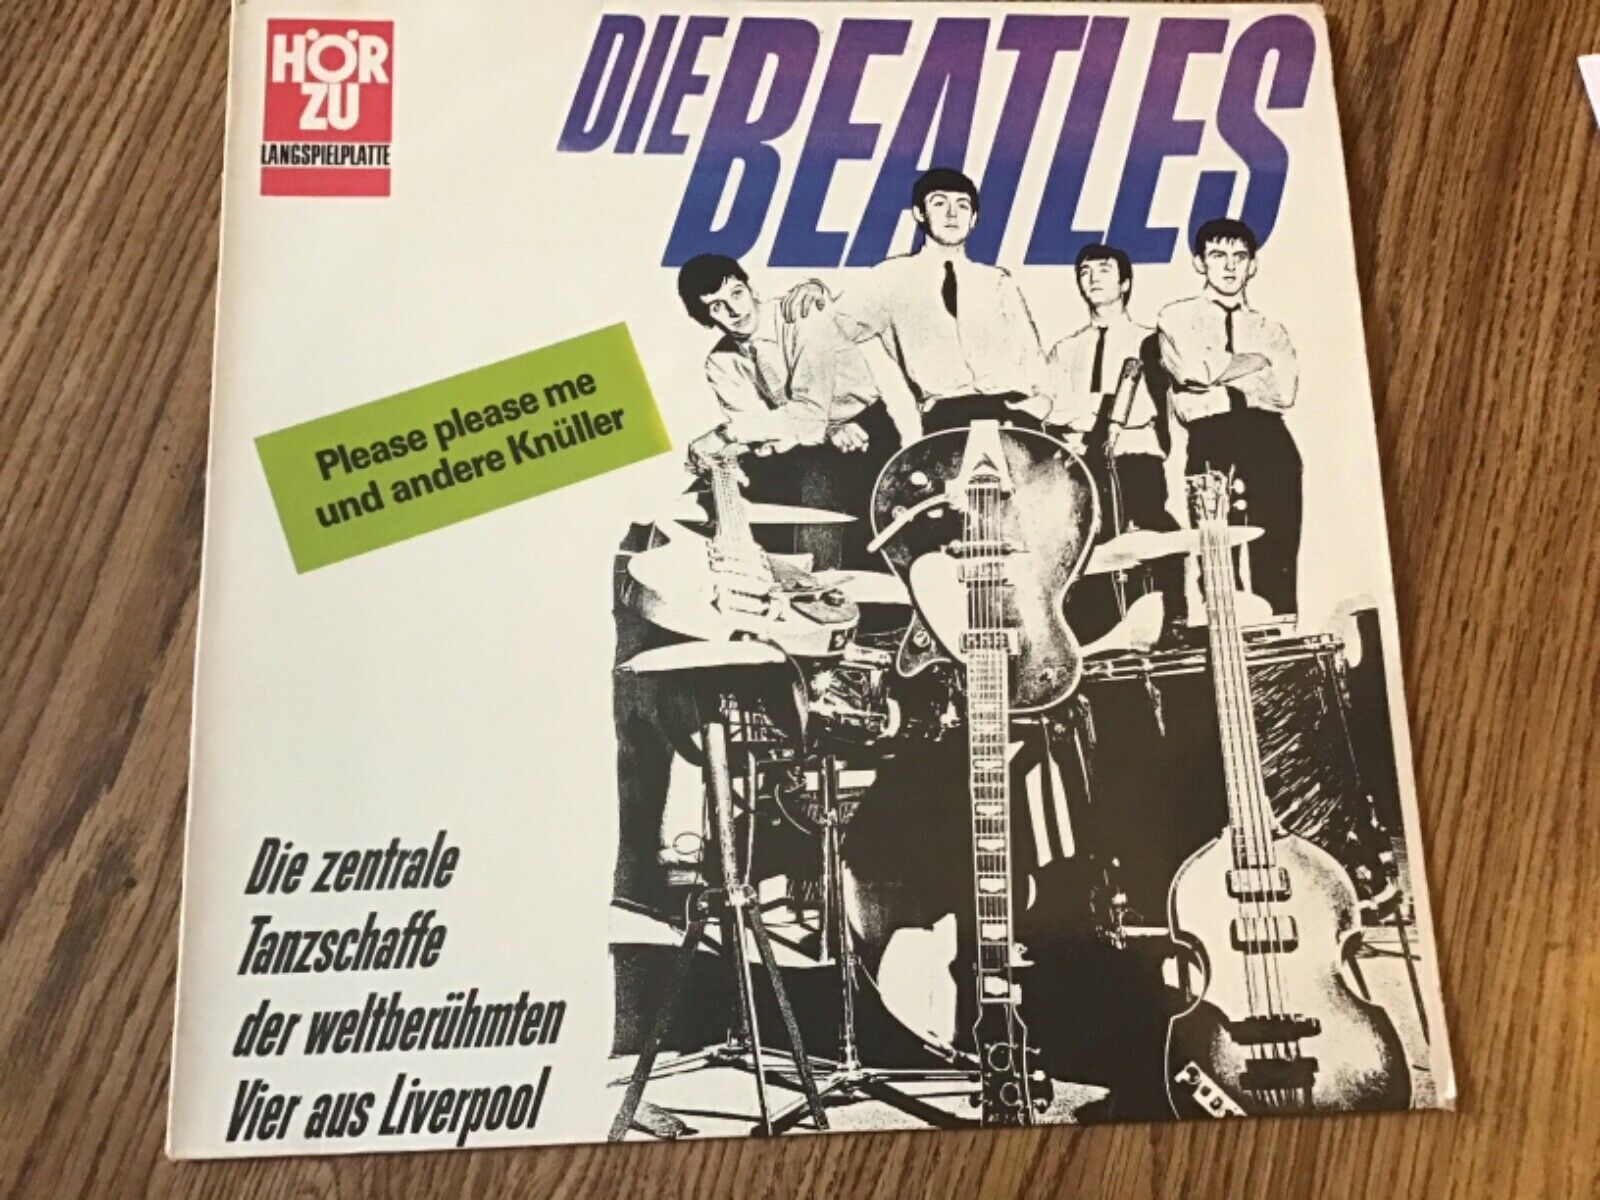 HÖR
ZU
LANGSPIELPLATTE
DIE
BEATLES
Please please me
und andere Knüller
Die zentrale
Tanzschaffe
der weltberühmten
Vier aus Liverpool